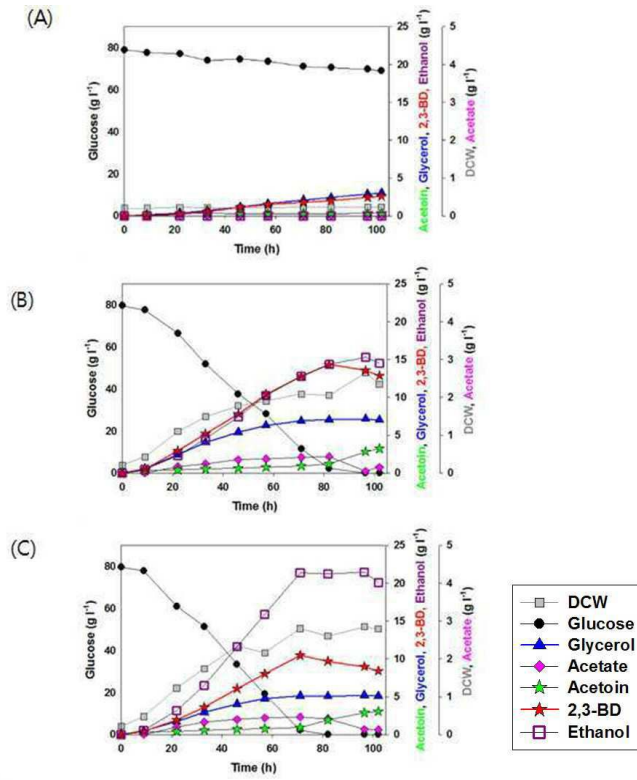 (A)
80
60
40
20
0
Glucose (g l⁻¹)
25
20
15
10
5
0
Acetoin, Glycerol, 2,3-BD, Ethanol (g l⁻¹)
5
4
3
2
1
0
DCW, Acetate (g l⁻¹)
0 20 40 60 80 100
Time (h)
(B)
80
60
40
20
0
Glucose (g l⁻¹)
25
20
15
10
5
0
Acetoin, Glycerol, 2,3-BD, Ethanol (g l⁻¹)
5
4
3
2
1
0
DCW, Acetate (g l⁻¹)
0 20 40 60 80 100
Time (h)
(C)
80
60
40
20
0
Glucose (g l⁻¹)
25
20
15
10
5
0
Acetoin, Glycerol, 2,3-BD, Ethanol (g l⁻¹)
5
4
3
2
1
0
DCW, Acetate (g l⁻¹)
0 20 40 60 80 100
Time (h)
DCW
Glucose
Glycerol
Acetate
Acetoin
2,3-BD
Ethanol